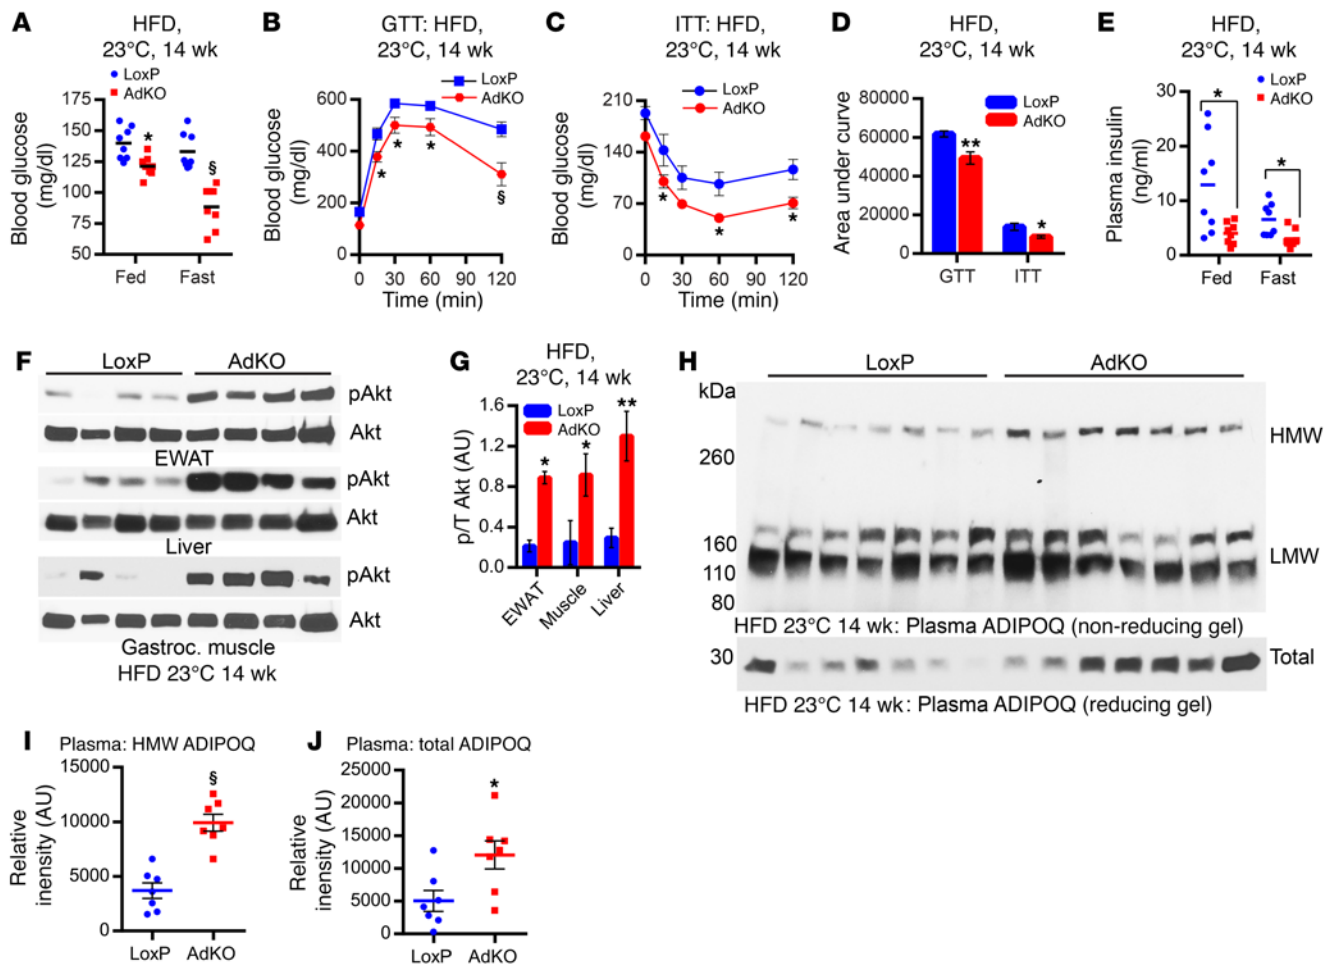 A
HFD,
23°C, 14 wk
LoxP
AdKO
Blood glucose
(mg/dl)
175
150
125
100
75
50
*
§
Fed
Fast
B
GTT: HFD,
23°C, 14 wk
LoxP
AdKO
Blood glucose
(mg/dl)
600
400
200
0
*
*
*
§
0
30
60
120
Time (min)
C
ITT: HFD,
23°C, 14 wk
LoxP
AdKO
Blood glucose
(mg/dl)
210
140
70
0
*
*
*
0
30
60
90
120
Time (min)
D
HFD,
23°C, 14 wk
LoxP
AdKO
Area under curve
80000
60000
40000
20000
0
**
*
GTT
ITT
E
HFD,
23°C, 14 wk
LoxP
AdKO
Plasma insulin
(ng/ml)
30
20
10
0
*
*
Fed
Fast
F
LoxP
AdKO
pAkt
Akt
EWAT
pAkt
Akt
Liver
pAkt
Akt
Gastroc. muscle
HFD 23°C 14 wk
G
HFD,
23°C, 14 wk
LoxP
AdKO
p/T Akt (AU)
1.6
1.2
0.8
0.4
0.0
*
*
**
EWAT
Muscle
Liver
H
LoxP
AdKO
kDa
260
160
110
80
HMW
LMW
HFD 23°C 14 wk: Plasma ADIPOQ (non-reducing gel)
30
Total
HFD 23°C 14 wk: Plasma ADIPOQ (reducing gel)
I
Plasma: HMW ADIPOQ
Relative
inensity (AU)
15000
10000
5000
0
§
LoxP
AdKO
J
Plasma: total ADIPOQ
Relative
inensity (AU)
25000
20000
15000
10000
5000
0
*
LoxP
AdKO